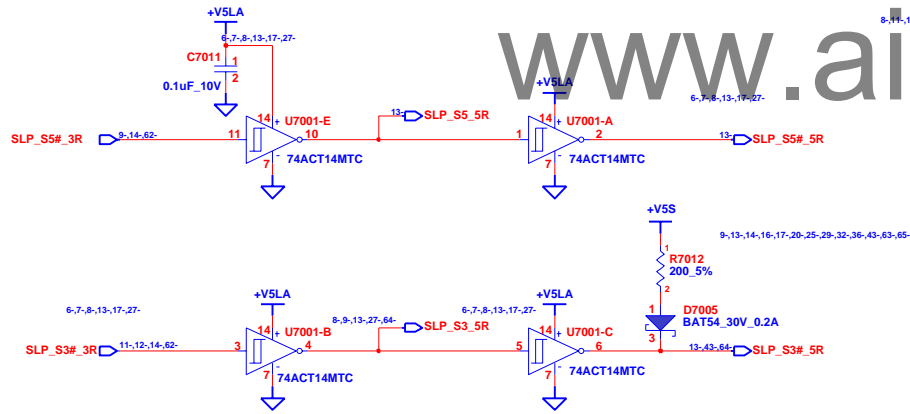 +V5LA
8-,11-,1
6-,7-,8-,13-,17-,27-
www.ai
C7011
1
2
0.1uF_10V
+V5LA
6-,7-,8-,13-,17-,27-
14
+
U7001-E
13-
SLP_S5_5R
14
+
U7001-A
SLP_S5#_3R
9-,14-,62-
11
10
1
2
13-
SLP_S5#_5R
7
-
74ACT14MTC
7
-
74ACT14MTC
+V5S
9-,13-,14-,16-,17-,20-,25-,29-,32-,36-,43-,63-,65-
1
R7012
200_5%
2
+V5LA
+V5LA
6-,7-,8-,13-,17-,27-
8-,9-,13-,27-,64-
6-,7-,8-,13-,17-,27-
1
D7005
BAT54_30V_0.2A
3
14
+
U7001-B
SLP_S3_5R
14
+
U7001-C
SLP_S3#_3R
11-,12-,14-,62-
3
4
5
6
13-,43-,64-
SLP_S3#_5R
7
-
74ACT14MTC
7
-
74ACT14MTC